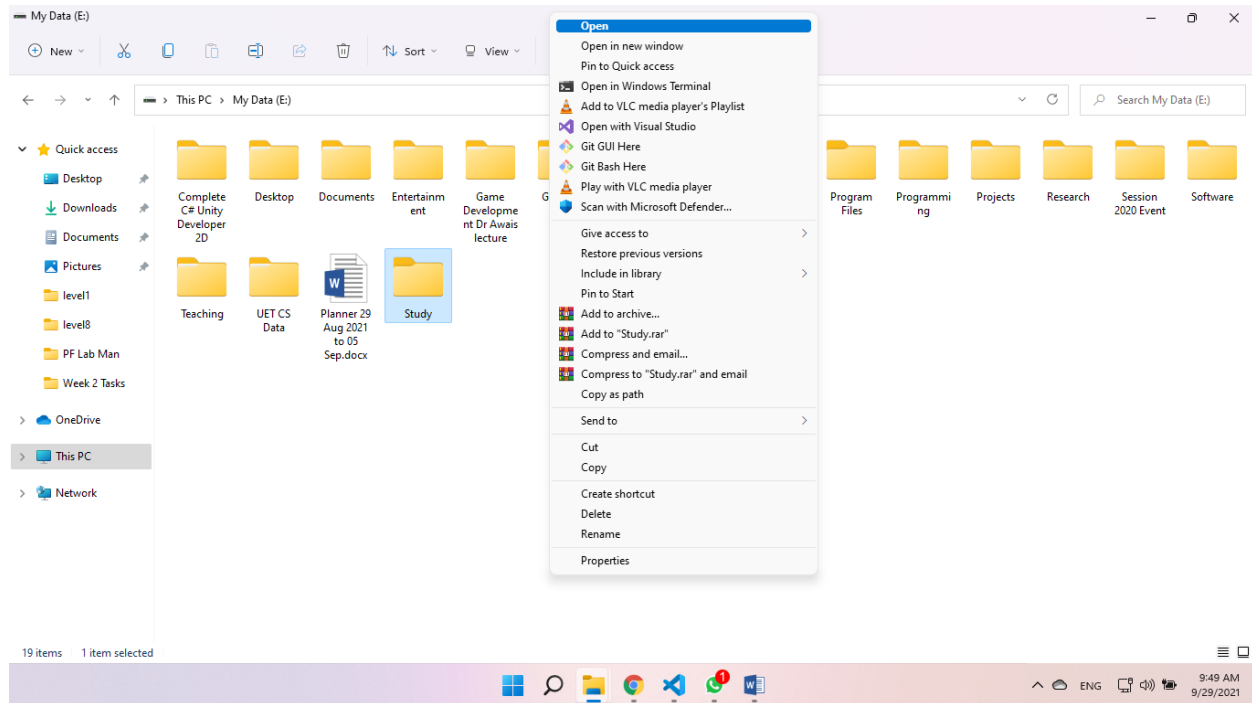 My Data (E:)
New
Sort
View
This PC > My Data (E:)
Search My Data (E:)
Quick access
Desktop
Downloads
Documents
Pictures
level1
level8
PF Lab Man
Week 2 Tasks
OneDrive
This PC
Network
Complete
C# Unity
Developer
2D
Desktop
Documents
Entertainm
ent
Game
Developme
nt Dr Awais
lecture
G
Program
Files
Programmi
ng
Projects
Research
Session
2020 Event
Software
Teaching
UET CS
Data
W
Planner 29
Aug 2021
to 05
Sep.docx
Study
Open
Open in new window
Pin to Quick access
Open in Windows Terminal
Add to VLC media player's Playlist
Open with Visual Studio
Git GUI Here
Git Bash Here
Play with VLC media player
Scan with Microsoft Defender...
Give access to
Restore previous versions
Include in library
Pin to Start
Add to archive...
Add to "Study.rar"
Compress and email...
Compress to "Study.rar" and email
Copy as path
Send to
Cut
Copy
Create shortcut
Delete
Rename
Properties
19 items 1 item selected
1
W
ENG
9:49 AM
9/29/2021